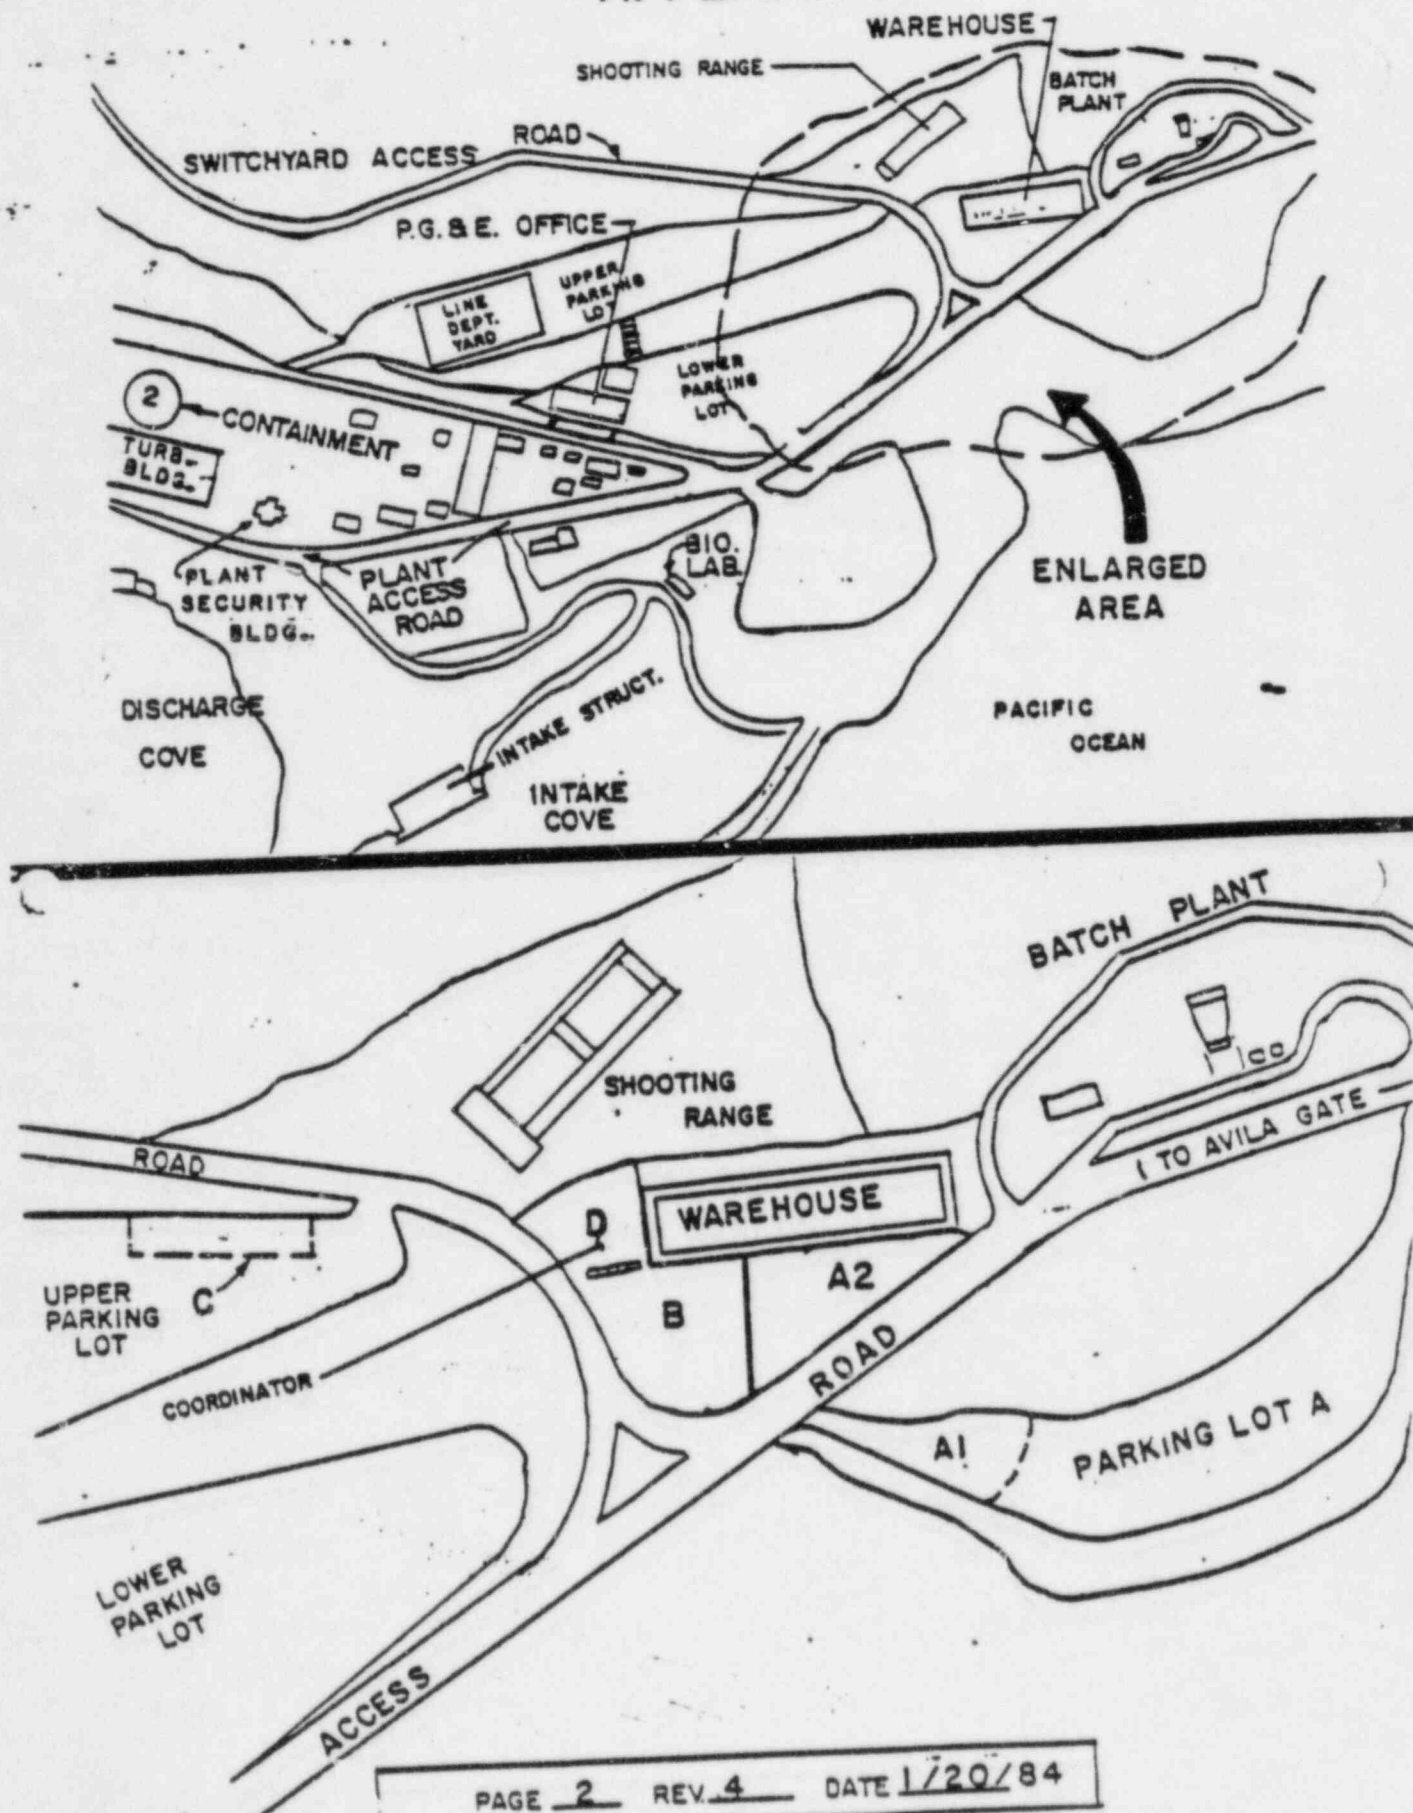 WAREHOUSE
SHOOTING RANGE
BATCH
PLANT
ROAD
SWITCHYARD ACCESS
P.G.&E. OFFICE
UPPER
PARKING
LOT
LINE
DEPT.
YARD
LOWER
PARKING
LOT
2
CONTAINMENT
TURB.
BLDG.
PLANT
SECURITY
BLDG.
PLANT
ACCESS
ROAD
BIO.
LAB.
ENLARGED
AREA
DISCHARGE
COVE
INTAKE STRUCT.
INTAKE
COVE
PACIFIC
OCEAN
BATCH PLANT
SHOOTING
RANGE
ROAD
TO AVILA GATE
D
WAREHOUSE
UPPER
PARKING
LOT
C
A2
B
COORDINATOR
ROAD
A1
PARKING LOT A
LOWER
PARKING
LOT
ACCESS
PAGE 2 REV. 4 DATE 1/20/84